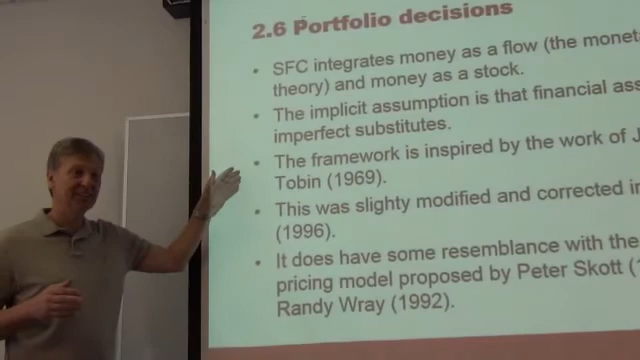 2.6 Portfolio decisions
• SFC integrates money as a flow (the
theory) and money as a stock.
• The implicit assumption is that financial
imperfect substitutes.
• The framework is inspired by the work of J
Tobin (1969).
• This was slighty modified and corrected in
(1996).
• It does have some resemblance with the
pricing model proposed by Peter Skott
Randy Wray (1992).